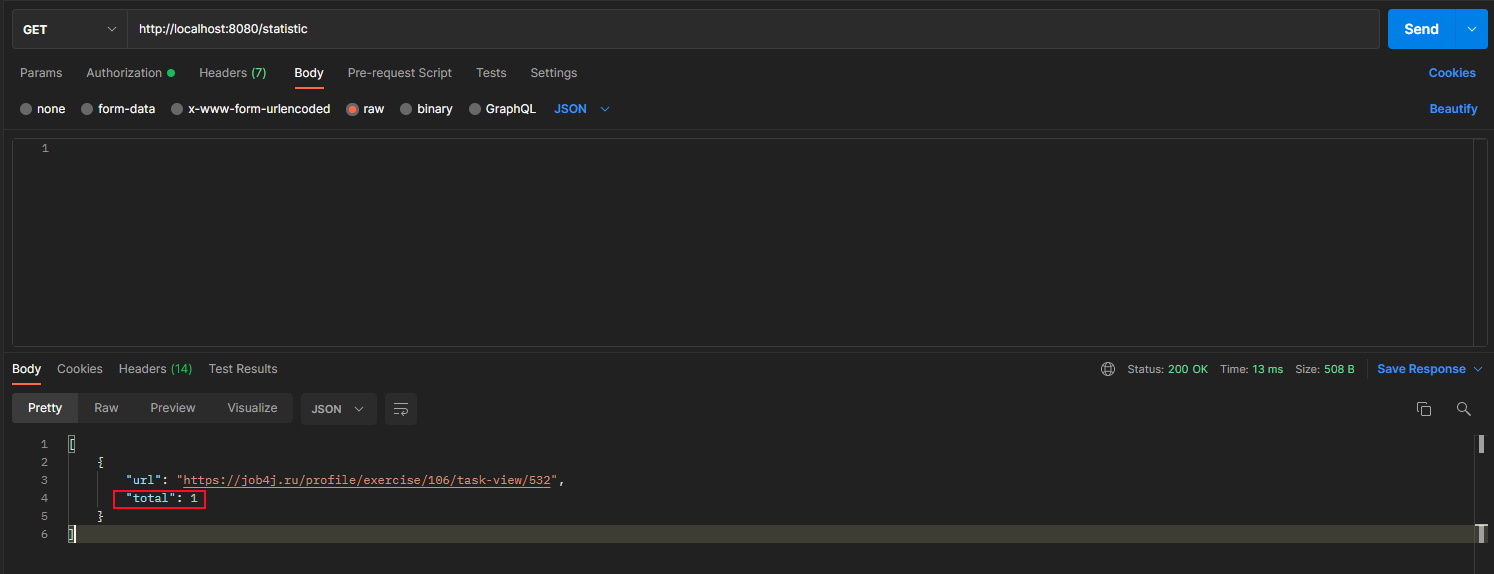 GET http://localhost:8080/statistic Send
Params Authorization Headers (7) Body Pre-request Script Tests Settings Cookies
none form-data x-www-form-urlencoded raw binary GraphQL JSON Beautify
1
Body Cookies Headers (14) Test Results Status: 200 OK Time: 13 ms Size: 508 B Save Response
Pretty Raw Preview Visualize JSON
1 [
2 {
3 "url": "https://job4j.ru/profile/exercise/106/task-view/532",
4 "total": 1
5 }
6 ]